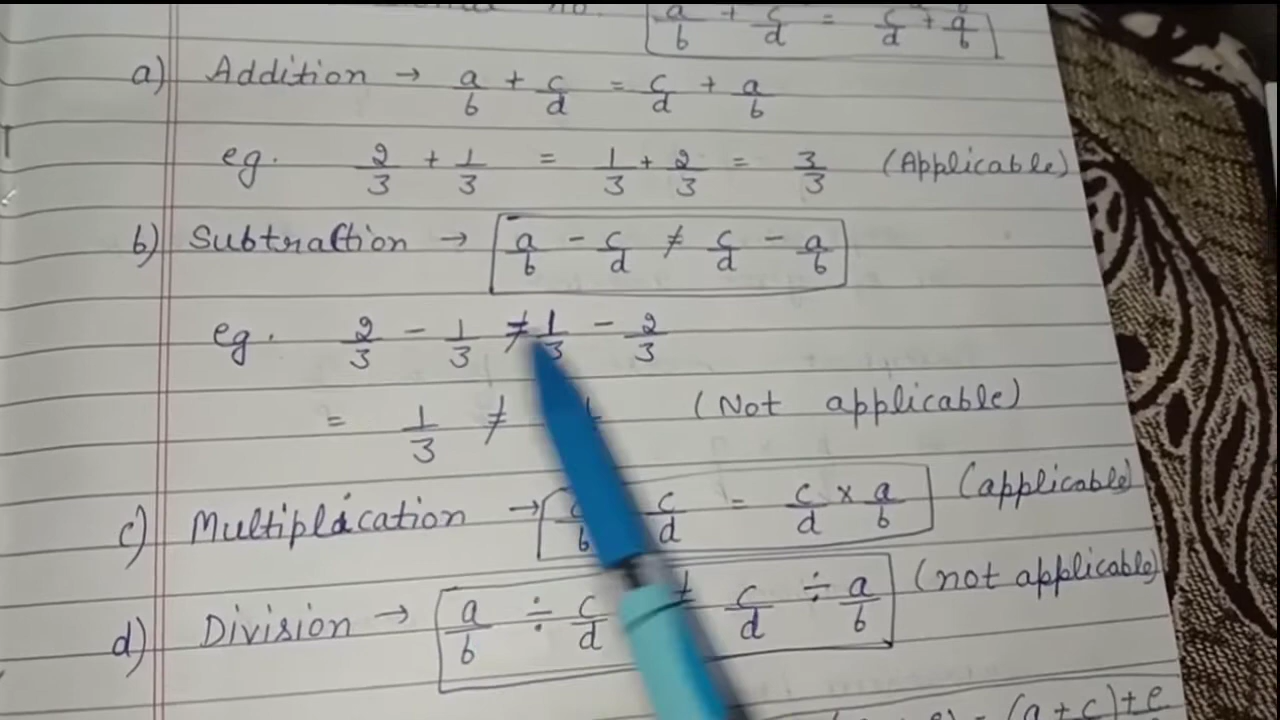 no. a/b + c/d = c/d + a/b
a) Addition → a/b + c/d = c/d + a/b
eg. 2/3 + 1/3 = 1/3 + 2/3 = 3/3 (Applicable)
b) Subtraction → a/b - c/d ≠ c/d - a/b
eg. 2/3 - 1/3 ≠ 1/3 - 2/3
= 1/3 ≠ (Not applicable)
c) Multiplication → c/d = c/d × a/b (applicable)
d) Division → a/b ÷ c/d ≠ c/d ÷ a/b (not applicable)
= (a+c)+e